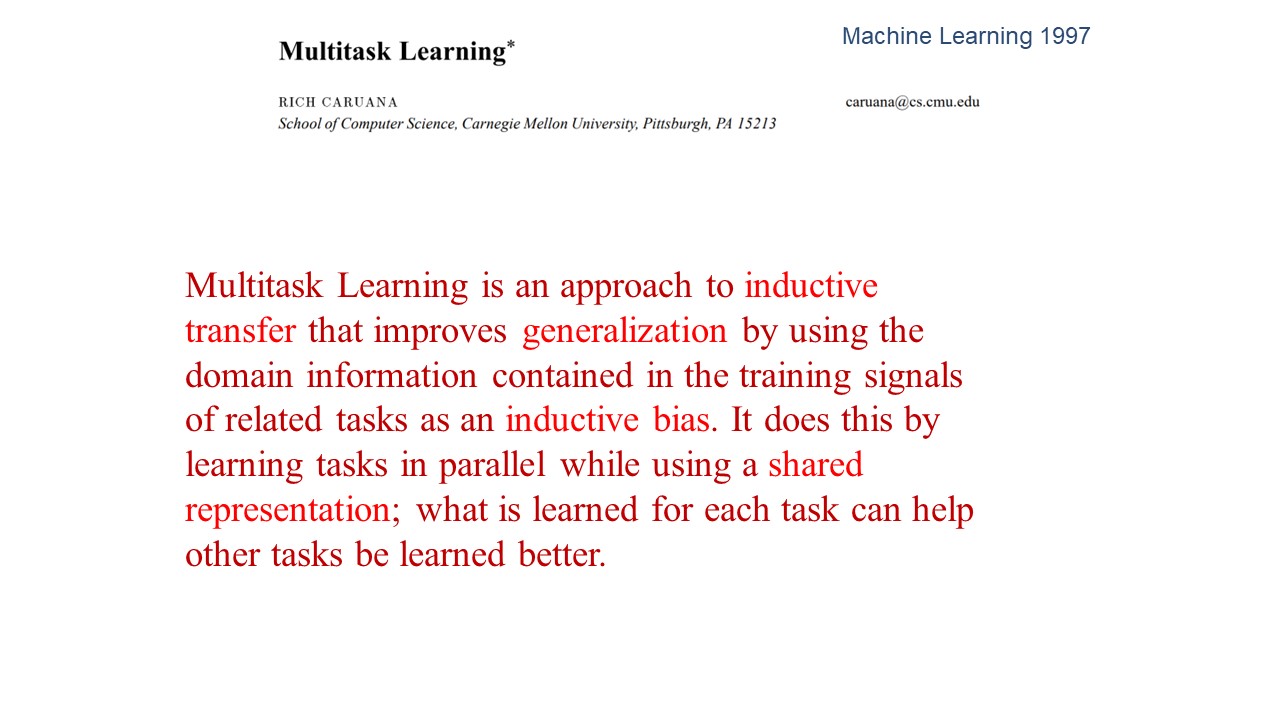 Machine Learning 1997
Multitask Learning*
RICH CARUANA
caruana@cs.cmu.edu
School of Computer Science, Carnegie Mellon University, Pittsburgh, PA 15213
Multitask Learning is an approach to inductive
transfer that improves generalization by using the
domain information contained in the training signals
of related tasks as an inductive bias. It does this by
learning tasks in parallel while using a shared
representation; what is learned for each task can help
other tasks be learned better.